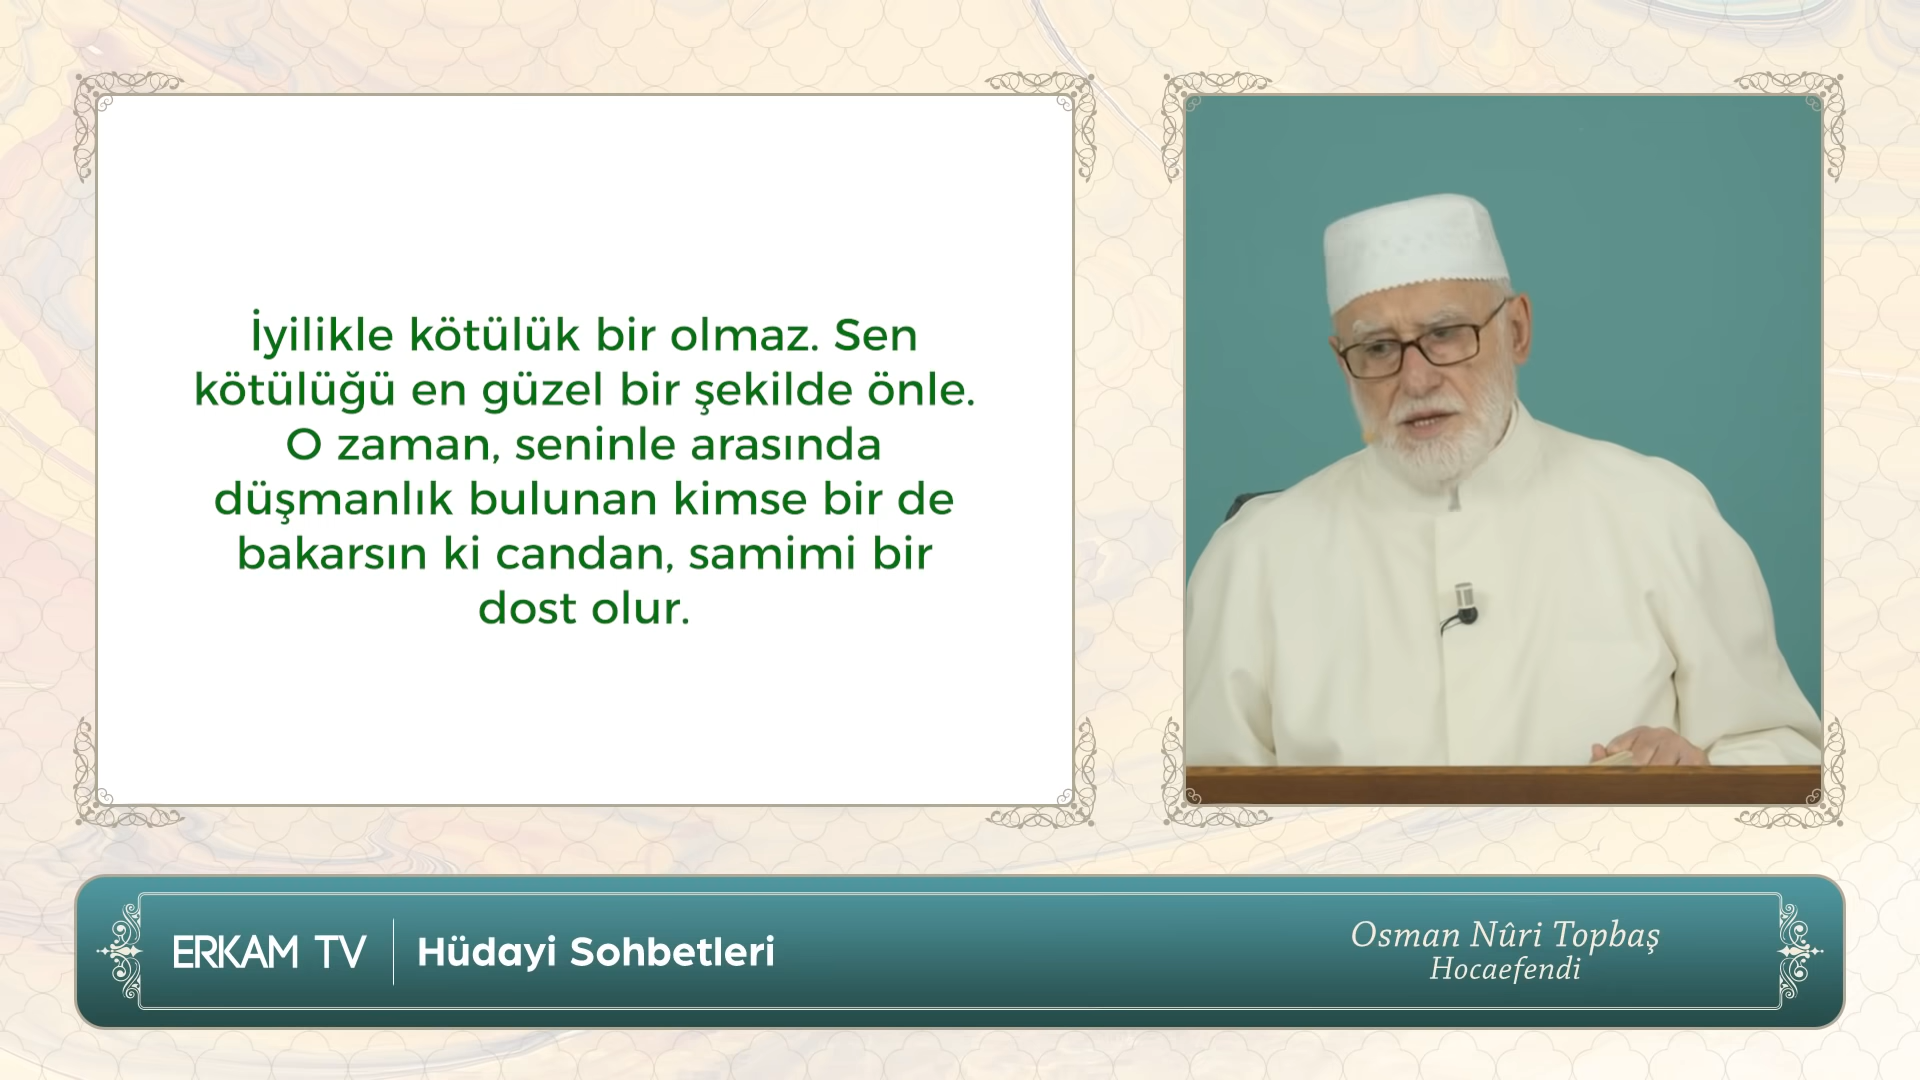 İyilikle kötülük bir olmaz. Sen
kötülüğü en güzel bir şekilde önle.
O zaman, seninle arasında
düşmanlık bulunan kimse bir de
bakarsın ki candan, samimi bir
dost olur.
ERKAM TV
Hüdayi Sohbetleri
Osman Nûri Topbaş
Hocaefendi